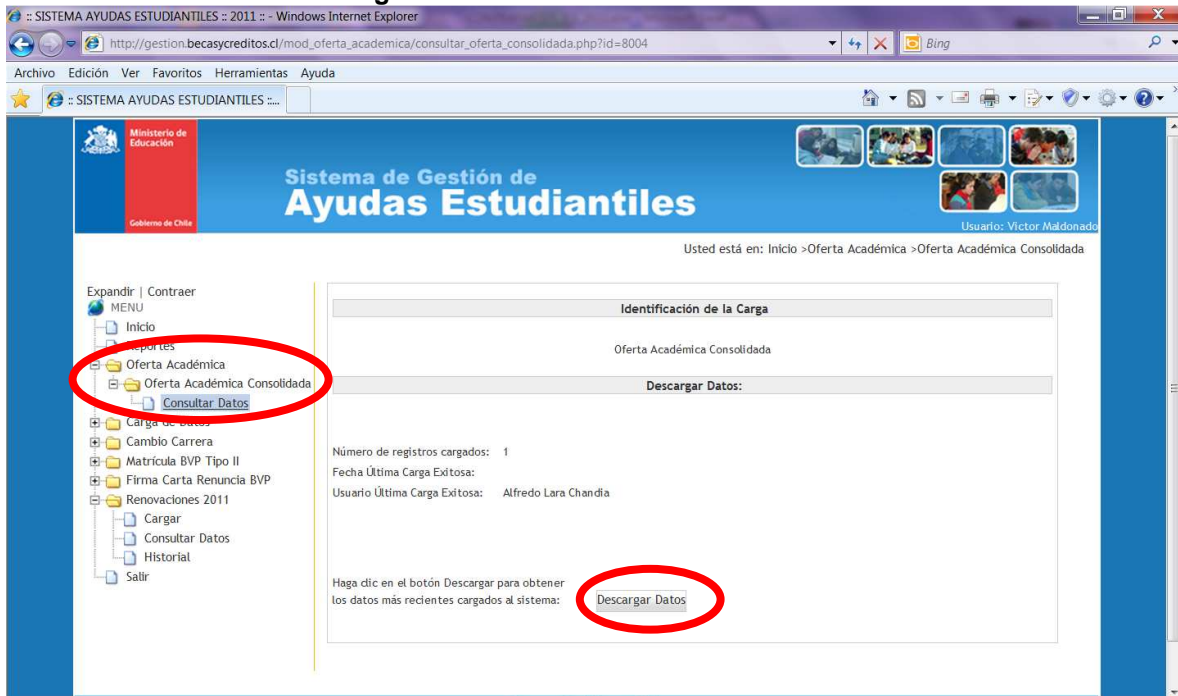 :: SISTEMA AYUDAS ESTUDIANTILES :: 2011 :: - Windows Internet Explorer
http://gestion.becasycreditos.cl/mod_oferta_academica/consultar_oferta_consolidada.php?id=8004
Bing
Archivo Edición Ver Favoritos Herramientas Ayuda
:: SISTEMA AYUDAS ESTUDIANTILES ::...
Ministerio de
Educación
Gobierno de Chile
Sistema de Gestión de
Ayudas Estudiantiles
Usuario: Victor Maldonado
Usted está en: Inicio >Oferta Académica >Oferta Académica Consolidada
Expandir | Contraer
MENU
Inicio
Reportes
Oferta Académica
Oferta Académica Consolidada
Consultar Datos
Carga de Datos
Cambio Carrera
Matrícula BVP Tipo II
Firma Carta Renuncia BVP
Renovaciones 2011
Cargar
Consultar Datos
Historial
Salir
Identificación de la Carga
Oferta Académica Consolidada
Descargar Datos:
Número de registros cargados: 1
Fecha Última Carga Exitosa:
Usuario Última Carga Exitosa: Alfredo Lara Chandia
Haga clic en el botón Descargar para obtener
los datos más recientes cargados al sistema: Descargar Datos